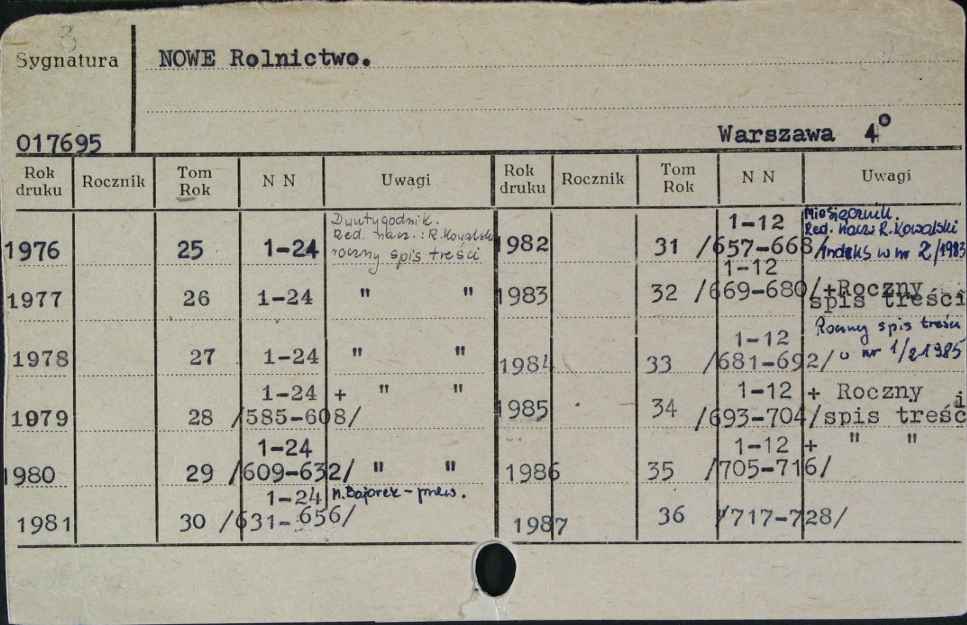 3
Sygnatura
NOWE Rolnictwo.
017695
Warszawa 4°
Rok druku Rocznik Tom Rok N N Uwagi Rok druku Rocznik Tom Rok N N Uwagi
1976 25 1-24 Dwutygodnik.
Red. nacz.: R. Kowalski
roczny spis treści
1977 26 1-24 " "
1978 27 1-24 " "
1979 28 1-24 + " "
/585-608/
1980 29 1-24
/609-632/ " "
1981 30 1-24
/631-656/
1982 31 1-12
/657-668/
Miesięcznik.
Red. nacz. R. Kowalski
Indeks w nr 2/1983
1983 32 1-12
/669-680/+Roczny
spis treści
1984 33 1-12
/681-692/
Roczny spis treści
nr 1/2 1985
1985 34 1-12 + Roczny
/693-704/spis treści
1986 35 1-12 + " "
/705-716/
1987 36 /717-728/